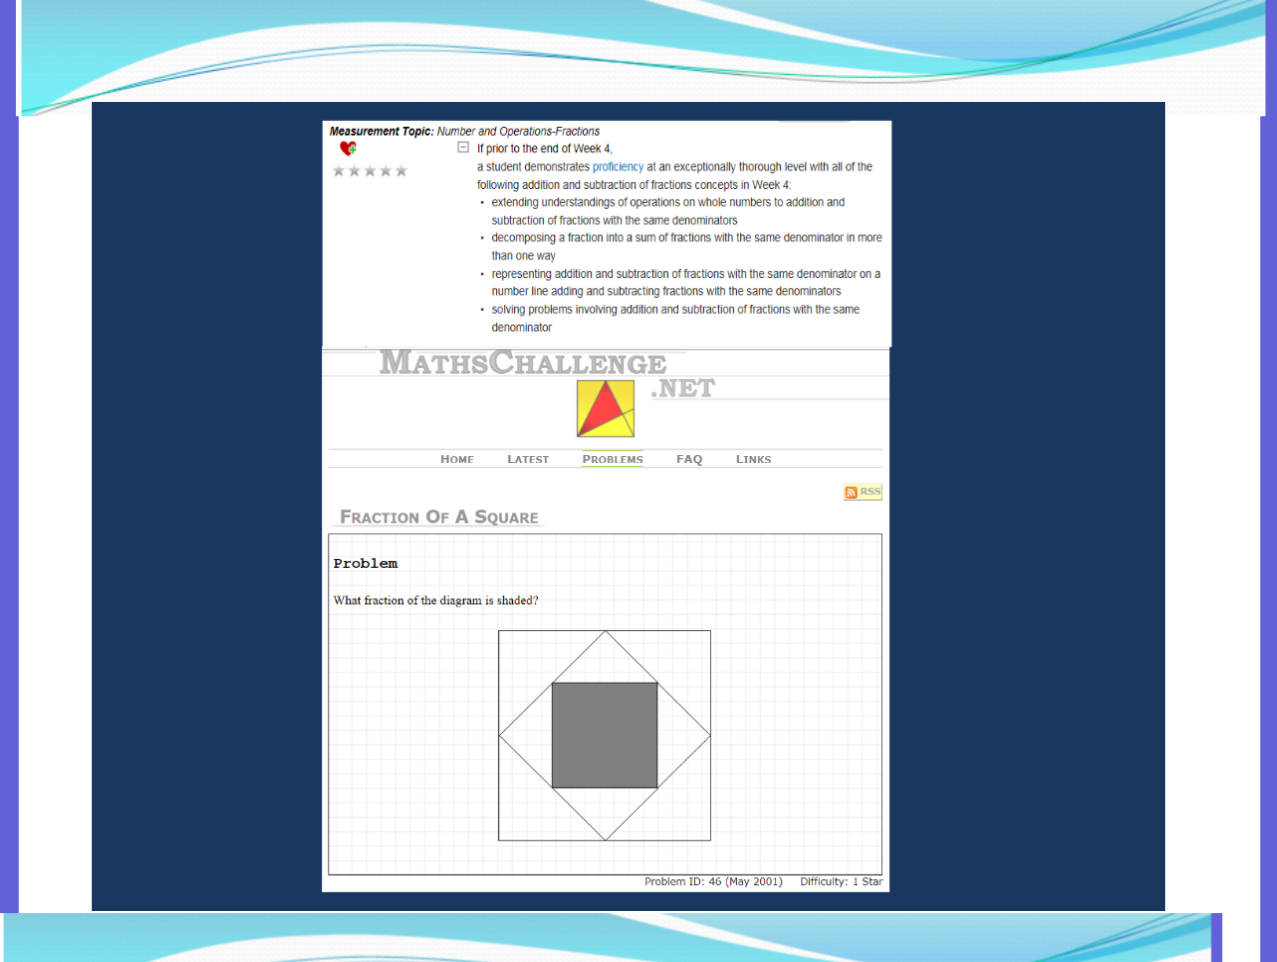 Measurement Topic: Number and Operations-Fractions
If prior to the end of Week 4,
a student demonstrates proficiency at an exceptionally thorough level with all of the
following addition and subtraction of fractions concepts in Week 4:
• extending understandings of operations on whole numbers to addition and
subtraction of fractions with the same denominators
• decomposing a fraction into a sum of fractions with the same denominator in more
than one way
• representing addition and subtraction of fractions with the same denominator on a
number line adding and subtracting fractions with the same denominators
• solving problems involving addition and subtraction of fractions with the same
denominator
MATHSCHALLENGE
.NET
HOME LATEST PROBLEMS FAQ LINKS
RSS
FRACTION OF A SQUARE
Problem
What fraction of the diagram is shaded?
Problem ID: 46 (May 2001) Difficulty: 1 Star